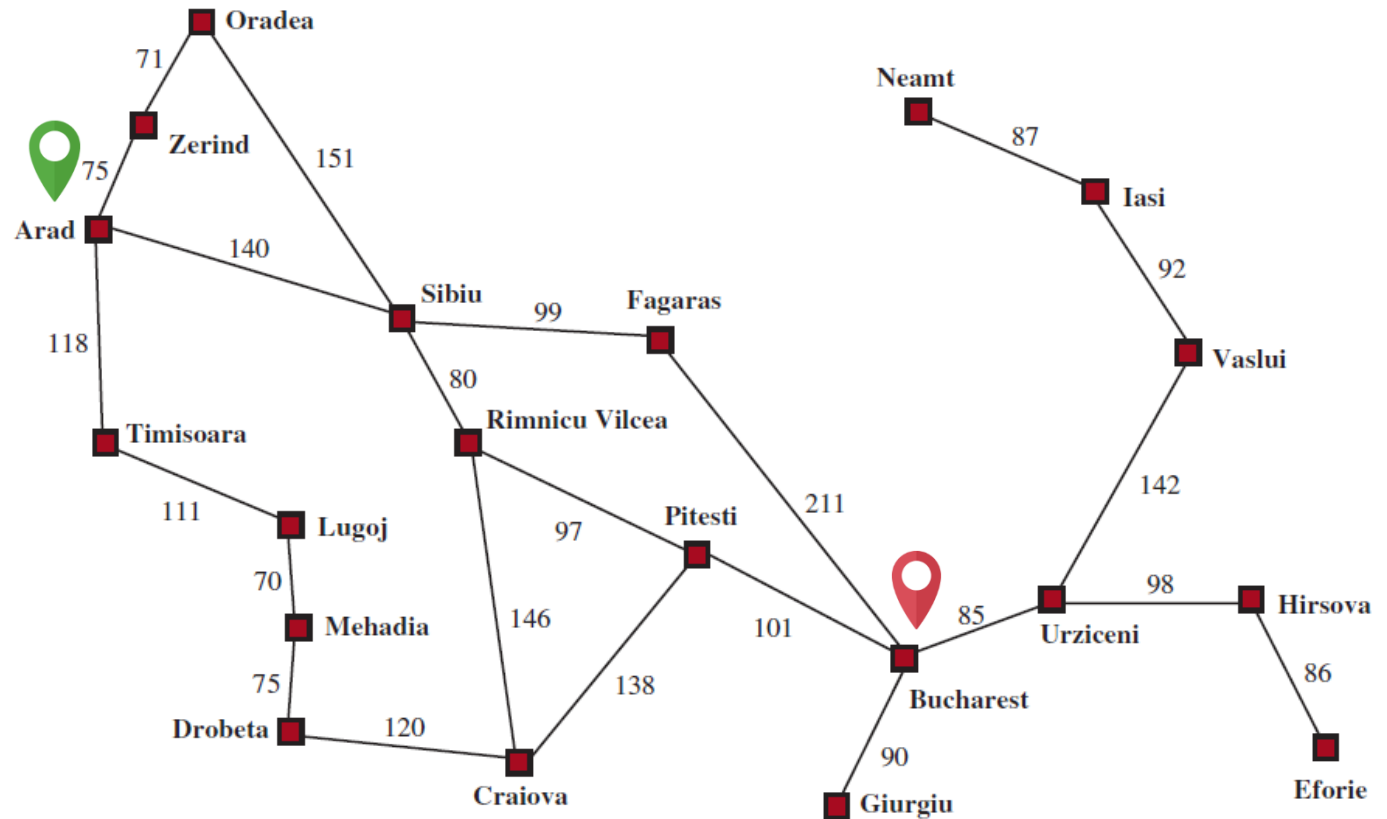 Oradea
71
Neamt
87
Zerind
151
75
Iasi
Arad
140
92
Sibiu
Fagaras
99
118
Vaslui
80
Rimnicu Vilcea
Timisoara
142
211
111
Lugoj
97
Pitesti
70
98
Hirsova
146
101
85
Mehadia
Urziceni
86
75
138
Bucharest
Drobeta
120
90
Eforie
Craiova
Giurgiu